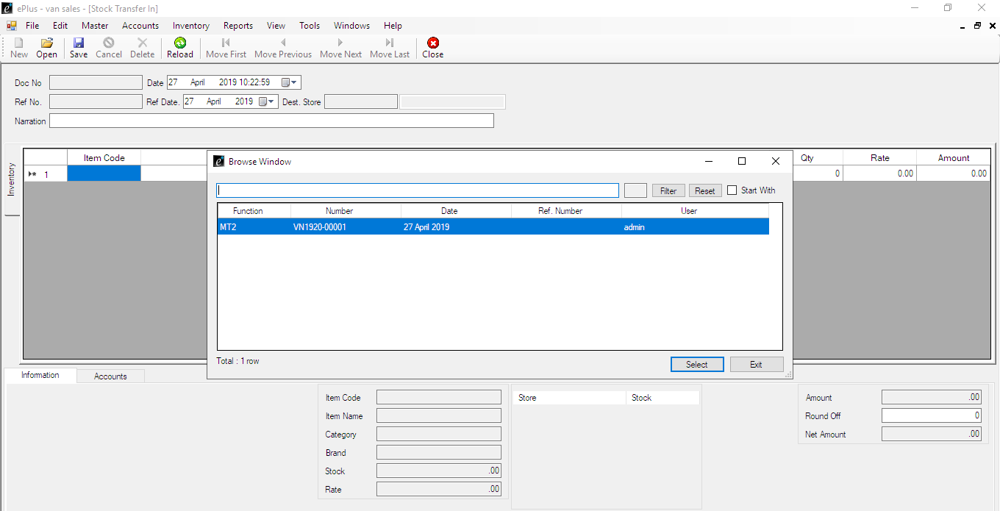 ePlus - van sales - [Stock Transfer In]
File Edit Master Accounts Inventory Reports View Tools Windows Help
New Open Save Cancel Delete Reload Move First Move Previous Move Next Move Last Close
Doc No Date 27 April 2019 10:22:59
Ref No. Ref Date. 27 April 2019 Dest. Store
Narration
Inventory
Item Code Qty Rate Amount
1 0 0.00 0.00
Browse Window
Filter Reset Start With
Function Number Date Ref. Number User
MT2 VN1920-00001 27 April 2019 admin
Total : 1 row
Select Exit
Information Accounts
Item Code Store Stock Amount .00
Item Name Round Off 0
Category Net Amount .00
Brand
Stock .00
Rate .00